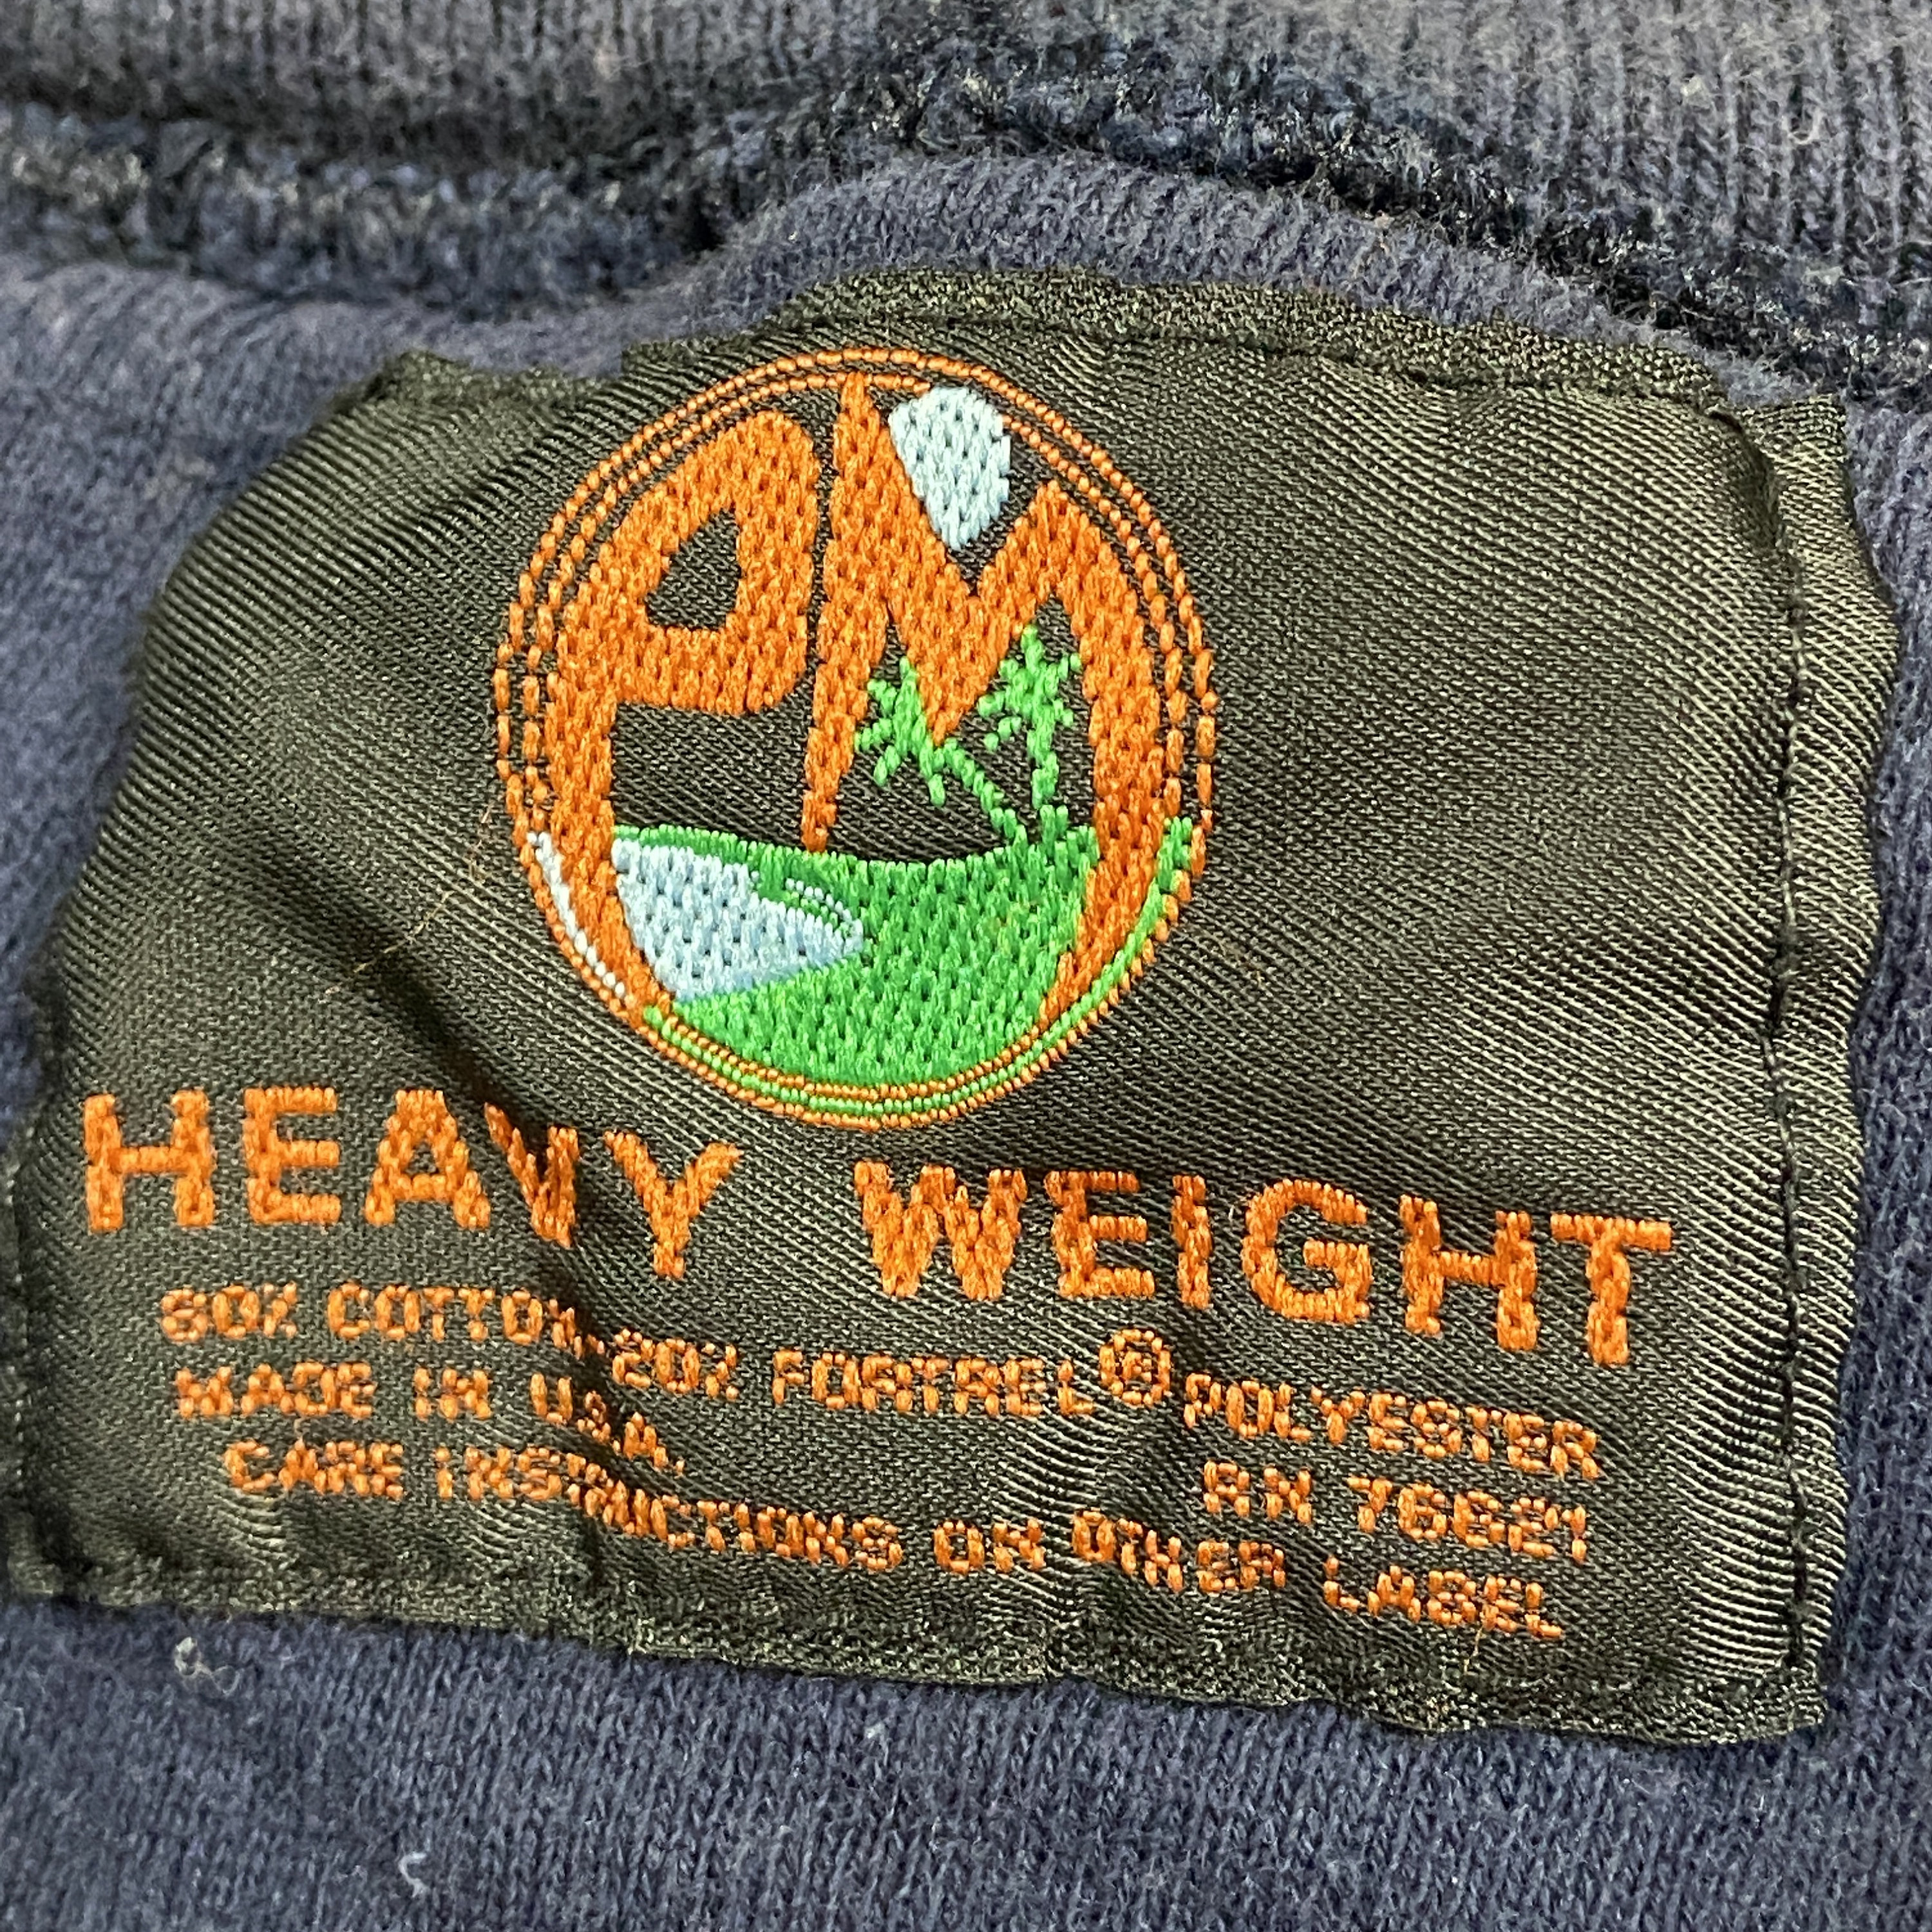 PM
HEAVY WEIGHT
80% COTTON-20% FORTREL® POLYESTER
MADE IN U.S.A. RN 76621
CARE INSTRUCTIONS ON OTHER LABEL